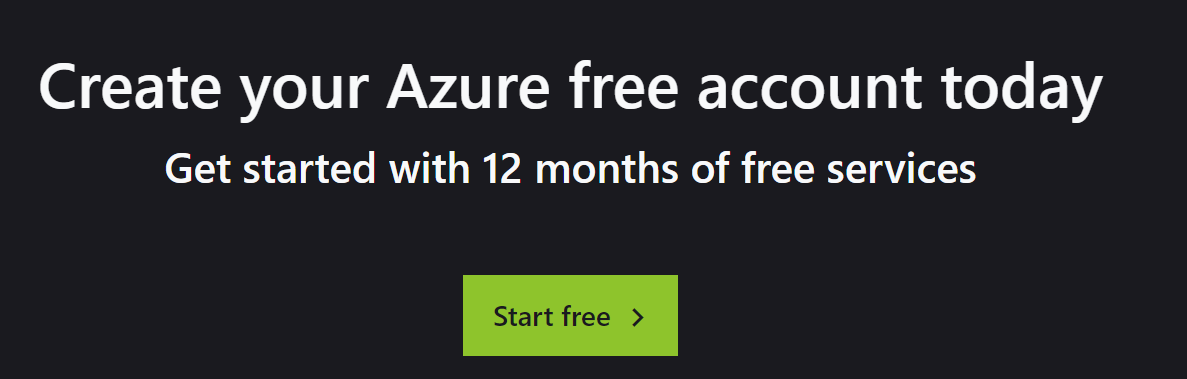 Create your Azure free account today
Get started with 12 months of free services
Start free